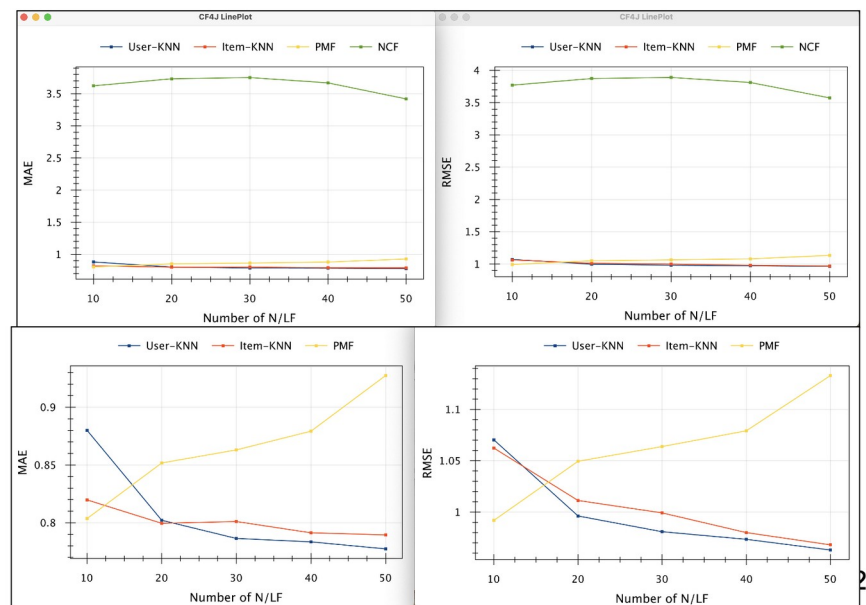 CF4J LinePlot
User-KNN Item-KNN PMF NCF
MAE
3.5
3
2.5
2
1.5
1
10 20 30 40 50
Number of N/LF
CF4J LinePlot
User-KNN Item-KNN PMF NCF
RMSE
4
3.5
3
2.5
2
1.5
1
10 20 30 40 50
Number of N/LF
User-KNN Item-KNN PMF
MAE
0.9
0.85
0.8
10 20 30 40 50
Number of N/LF
User-KNN Item-KNN PMF
RMSE
1.1
1.05
1
10 20 30 40 50
Number of N/LF
2